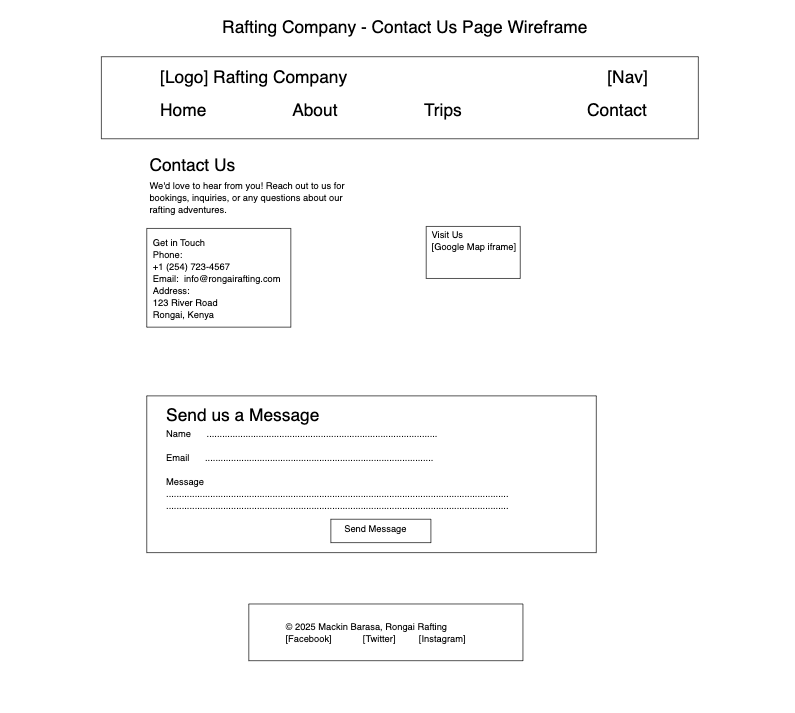 Rafting Company - Contact Us Page Wireframe
[Logo] Rafting Company [Nav]
Home About Trips Contact
Contact Us
We'd love to hear from you! Reach out to us for
bookings, inquiries, or any questions about our
rafting adventures.
Get in Touch
Phone:
+1 (254) 723-4567
Email: info@rongairafting.com
Address:
123 River Road
Rongai, Kenya
Visit Us
[Google Map iframe]
Send us a Message
Name ................................................................................
Email ................................................................................
Message
........................................................................................................................
........................................................................................................................
Send Message
© 2025 Mackin Barasa, Rongai Rafting
[Facebook] [Twitter] [Instagram]